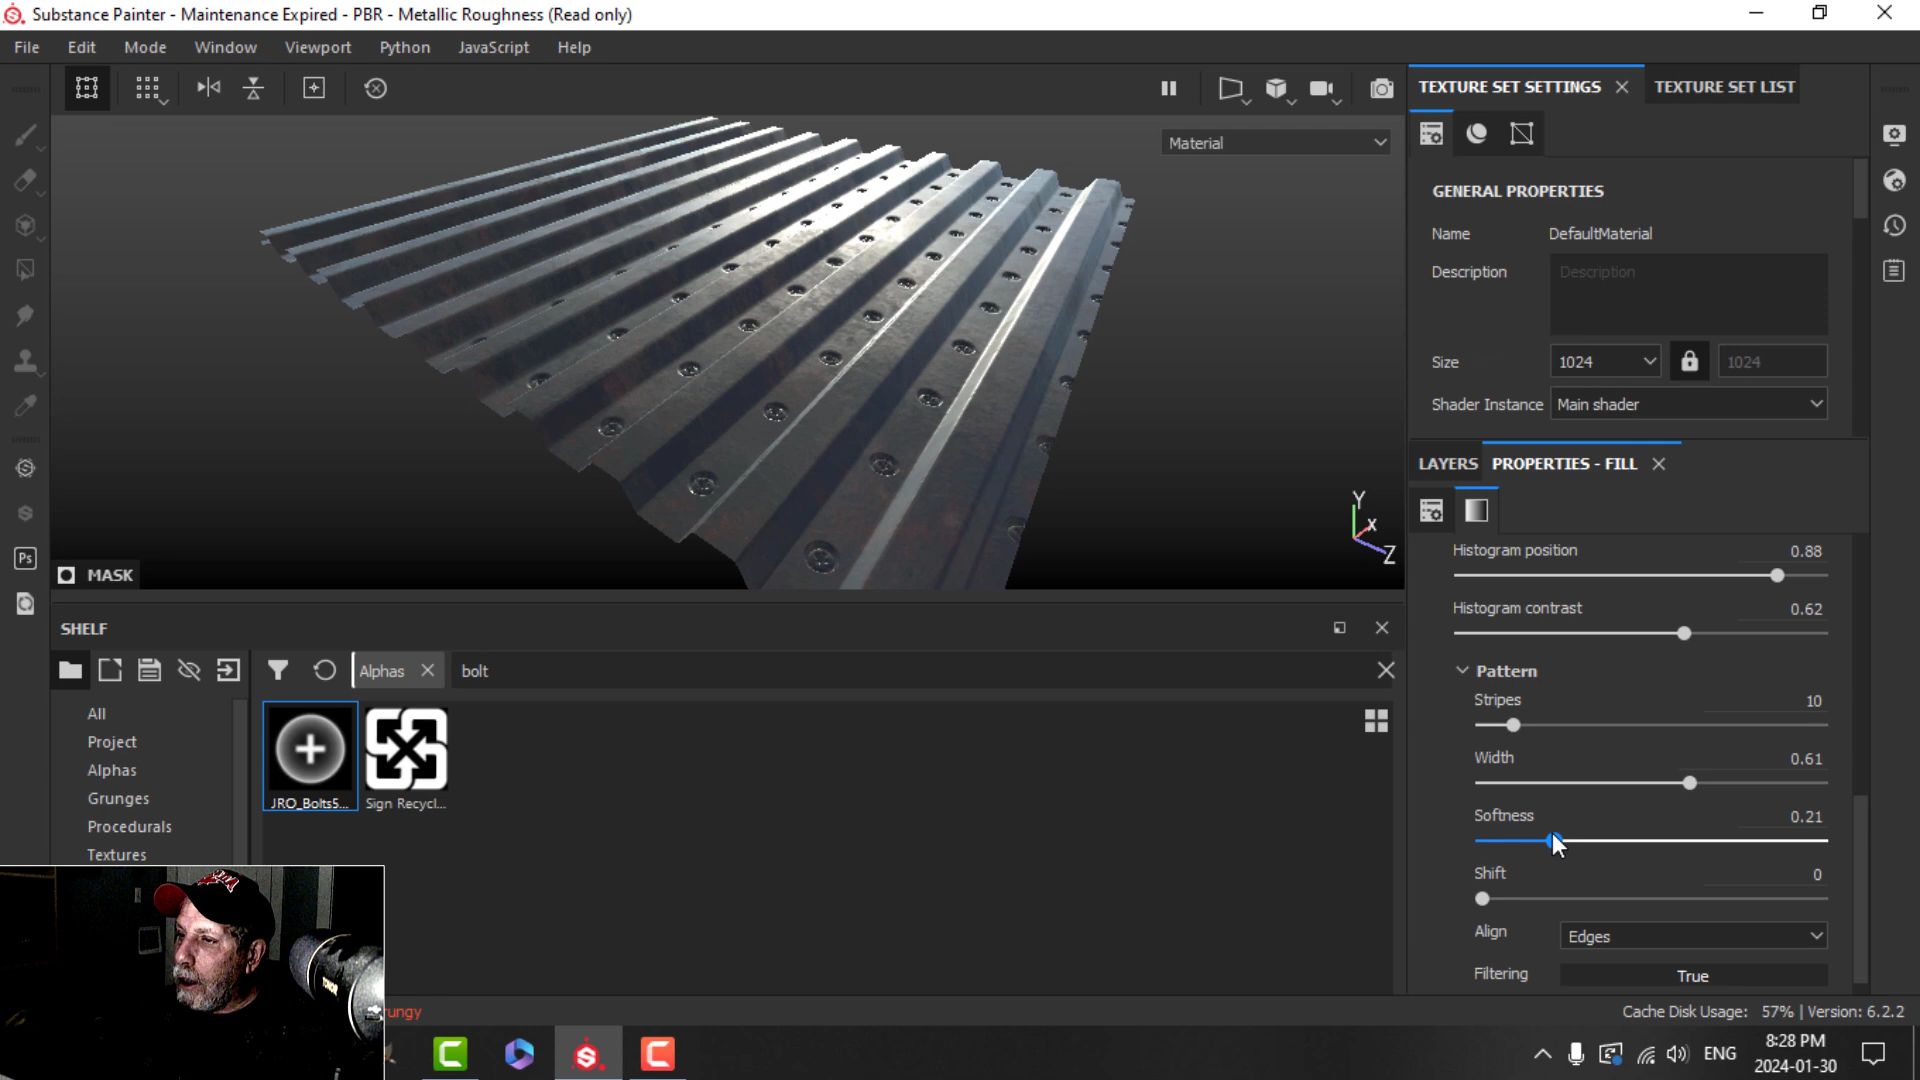 Substance Painter - Maintenance Expired - PBR - Metallic Roughness (Read only)
File Edit Mode Window Viewport Python JavaScript Help
TEXTURE SET SETTINGS TEXTURE SET LIST
Material
GENERAL PROPERTIES
Name DefaultMaterial
Description Description
Size 1024 1024
Shader Instance Main shader
LAYERS PROPERTIES - FILL
Y
X
Z
MASK
Histogram position 0.88
Histogram contrast 0.62
Pattern
Stripes 10
Width 0.61
Softness 0.21
Shift 0
Align Edges
Filtering True
SHELF
Alphas bolt
All
Project
Alphas
Grunges
Procedurals
Textures
JRO_Bolts5... Sign Recycl...
Ps
Cache Disk Usage: 57% | Version: 6.2.2
ENG
8:28 PM
2024-01-30